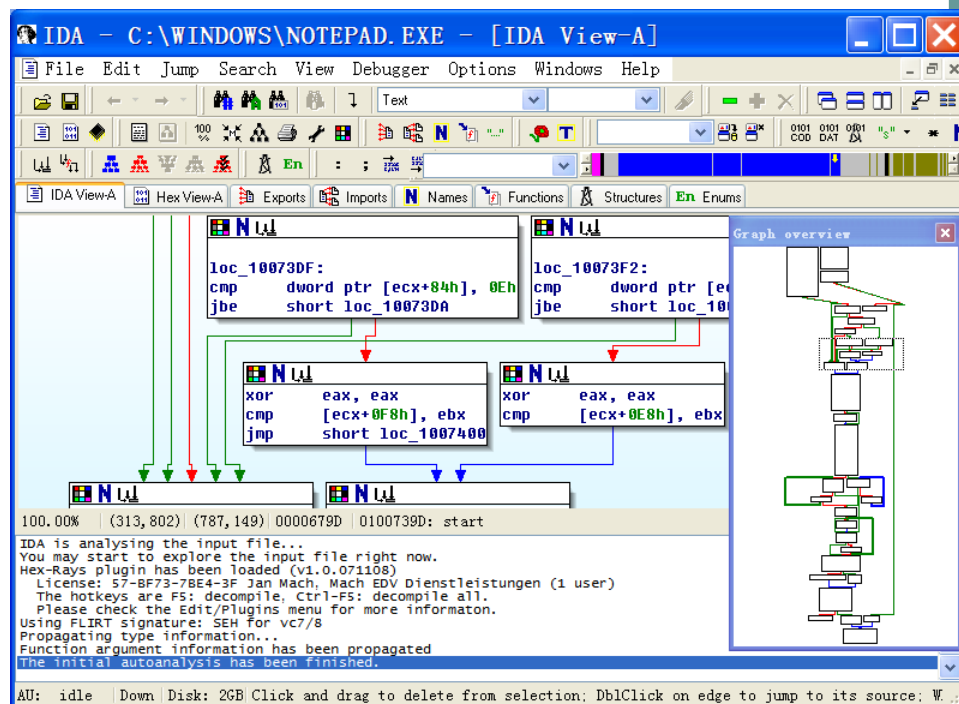 IDA - C:\WINDOWS\NOTEPAD.EXE - [IDA View-A]
File Edit Jump Search View Debugger Options Windows Help
Text
100 %
0101 COD 0101 DAT 0101
"s"
En : ;
IDA View-A Hex View-A Exports Imports N Names Functions Structures En Enums
Graph overview
N
loc_10073DF:
cmp dword ptr [ecx+84h], 0Eh
jbe short loc_10073DA
N
loc_10073F2:
cmp dword ptr
jbe short
N
xor eax, eax
cmp [ecx+0F8h], ebx
jmp short loc_1007400
N
xor eax, eax
cmp [ecx+0E8h], ebx
N
N
100.00% (313,802) (787,149) 0000679D 0100739D: start
IDA is analysing the input file...
You may start to explore the input file right now.
Hex-Rays plugin has been loaded (v1.0.071108)
License: 57-BF73-7BE4-3F Jan Mach, Mach EDV Dienstleistungen (1 user)
The hotkeys are F5: decompile, Ctrl-F5: decompile all.
Please check the Edit/Plugins menu for more informaton.
Using FLIRT signature: SEH for vc7/8
Propagating type information...
Function argument information has been propagated
The initial autoanalysis has been finished.
AU: idle Down Disk: 2GB Click and drag to delete from selection; DblClick on edge to jump to its source; W.